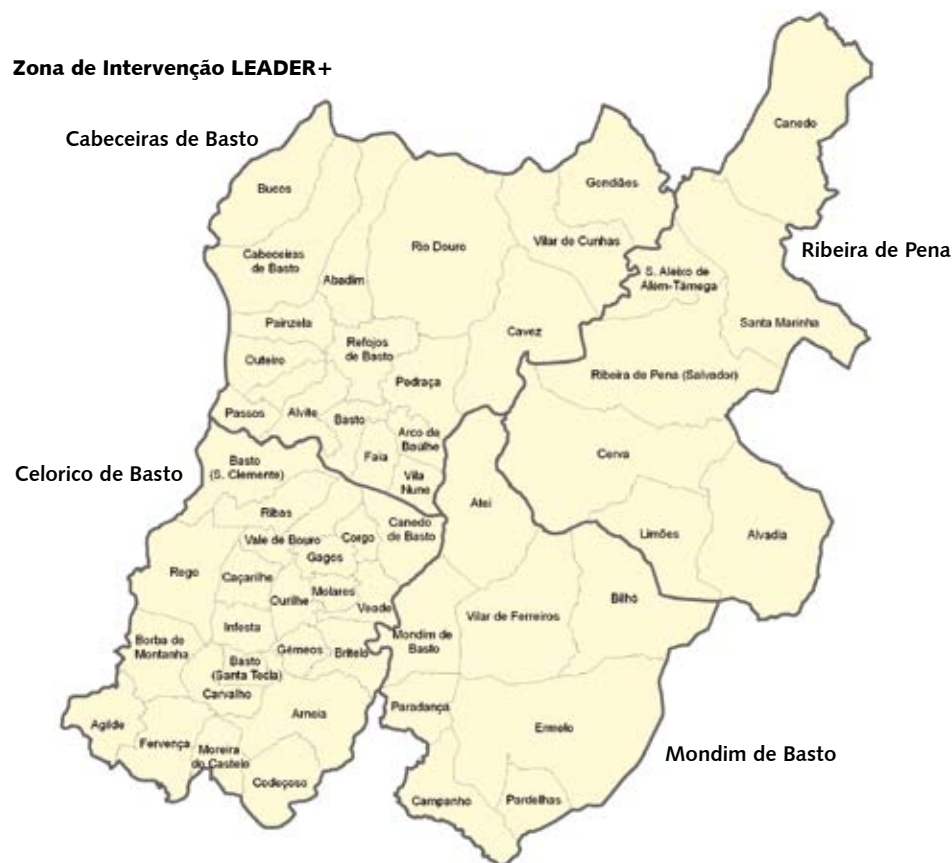 Zona de Intervenção LEADER+
Cabeceiras de Basto
Canedo
Bucos
Gondiães
Ribeira de Pena
Rio Douro
Vilar de Cunhas
Cabeceiras
de Basto
Abadim
S. Aleixo de
Alem-Tâmega
Painzela
Santa Marinha
Cavez
Refojos
de Basto
Outeiro
Pedraça
Ribeira de Pena (Salvador)
Passos
Alvite
Basto
Arco de
Baúlhe
Faia
Vila
Nune
Cerva
Celorico de Basto
Basto
(S. Clemente)
Atei
Ribas
Canedo
de Basto
Vale de Bouro
Corgo
Limões
Alvadia
Gagos
Rego
Caçarilhe
Molares
Ourilhe
Veade
Bilhó
Vilar de Ferreiros
Infesta
Mondim de
Basto
Borba de
Montanha
Gémeos
Britelo
Basto
(Santa Tecla)
Carvalho
Paradança
Arnoia
Agilde
Ermelo
Fervença
Moreira
do Castelo
Mondim de Basto
Codeçoso
Campanho
Pardelhas